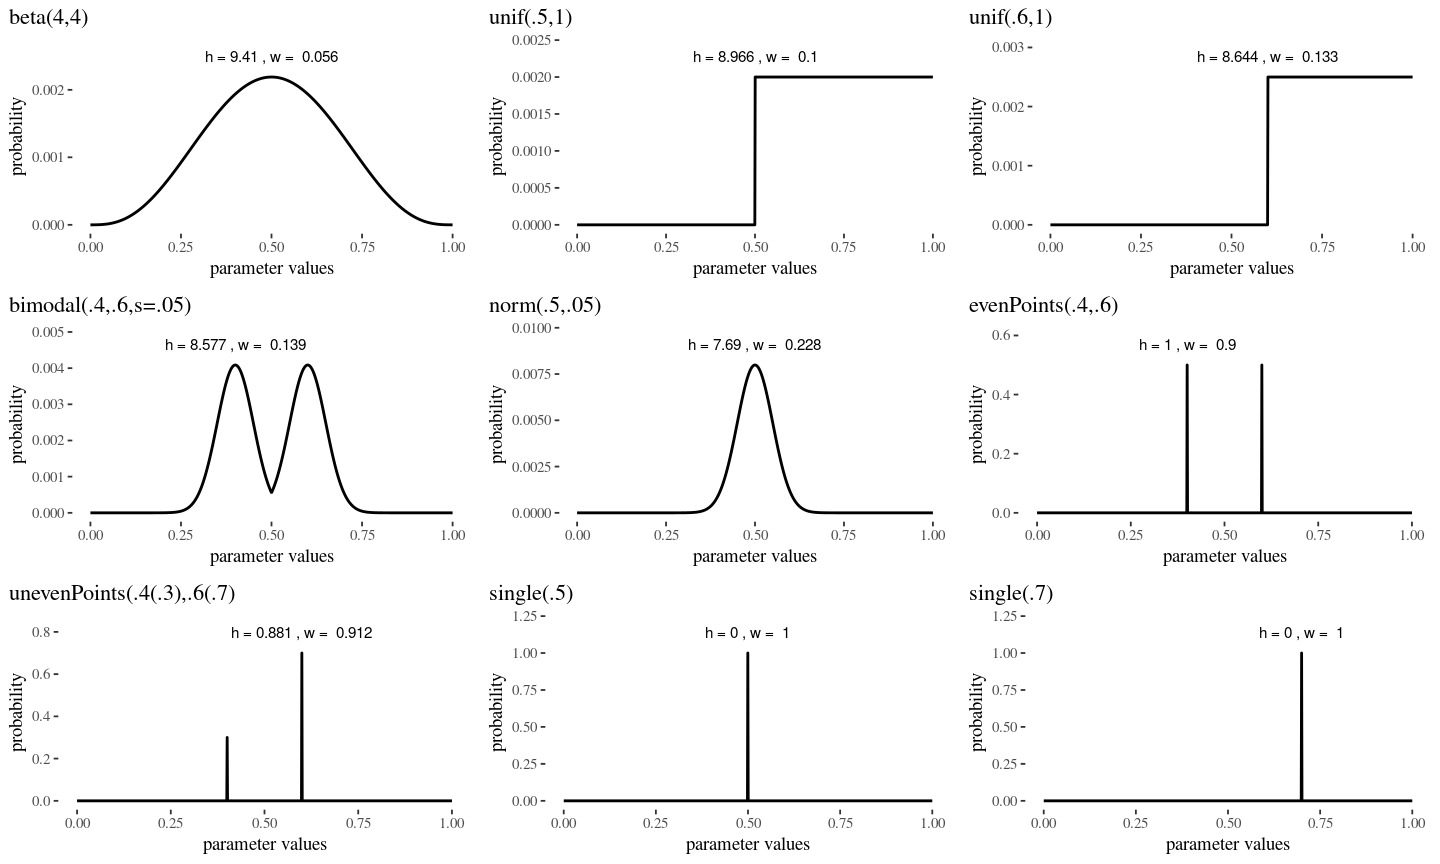 beta(4,4)
h = 9.41 , w =  0.056
probability
0.002
0.001
0.000
0.00 0.25 0.50 0.75 1.00
parameter values
unif(.5,1)
h = 8.966 , w =  0.1
probability
0.0025
0.0020
0.0015
0.0010
0.0005
0.0000
0.00 0.25 0.50 0.75 1.00
parameter values
unif(.6,1)
h = 8.644 , w =  0.133
probability
0.003
0.002
0.001
0.000
0.00 0.25 0.50 0.75 1.00
parameter values
bimodal(.4,.6,s=.05)
h = 8.577 , w =  0.139
probability
0.005
0.004
0.003
0.002
0.001
0.000
0.00 0.25 0.50 0.75 1.00
parameter values
norm(.5,.05)
h = 7.69 , w =  0.228
probability
0.0100
0.0075
0.0050
0.0025
0.0000
0.00 0.25 0.50 0.75 1.00
parameter values
evenPoints(.4,.6)
h = 1 , w =  0.9
probability
0.6
0.4
0.2
0.0
0.00 0.25 0.50 0.75 1.00
parameter values
unevenPoints(.4(.3),.6(.7)
h = 0.881 , w =  0.912
probability
0.8
0.6
0.4
0.2
0.0
0.00 0.25 0.50 0.75 1.00
parameter values
single(.5)
h = 0 , w =  1
probability
1.25
1.00
0.75
0.50
0.25
0.00
0.00 0.25 0.50 0.75 1.00
parameter values
single(.7)
h = 0 , w =  1
probability
1.25
1.00
0.75
0.50
0.25
0.00
0.00 0.25 0.50 0.75 1.00
parameter values